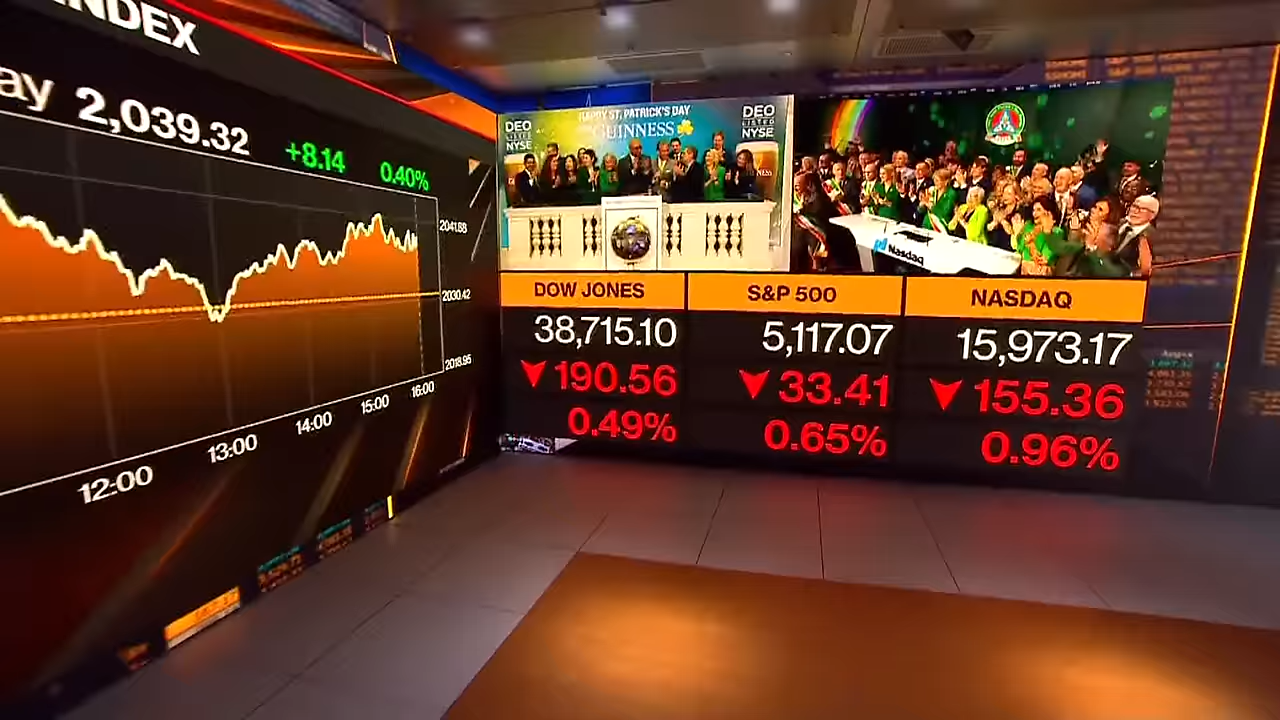 INDEX
ay 2,039.32 +8.14 0.40%
2041.88
2030.42
2018.95
12:00 13:00 14:00 15:00 16:00
HAPPY ST. PATRICK'S DAY
GUINNESS
DEO
LISTED
NYSE
DEO
LISTED
NYSE
Nasdaq
DOW JONES
38,715.10
190.56
0.49%
S&P 500
5,117.07
33.41
0.65%
NASDAQ
15,973.17
155.36
0.96%